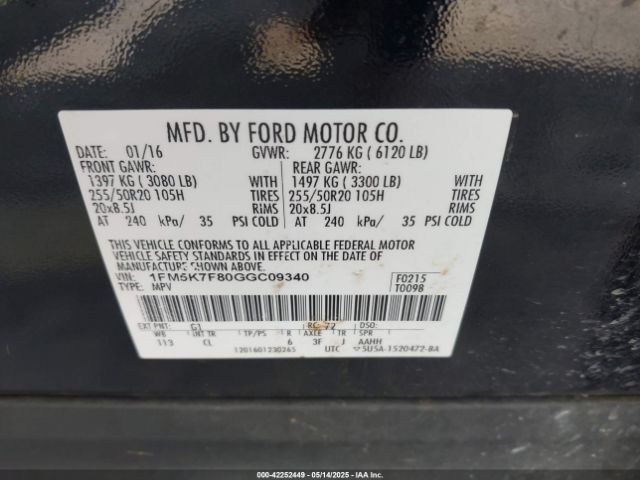 MFD. BY FORD MOTOR CO.
DATE: 01/16 GVWR: 2776 KG ( 6120 LB)
FRONT GAWR: REAR GAWR:
1397 KG ( 3080 LB) WITH 1497 KG ( 3300 LB) WITH
255/50R20 105H TIRES 255/50R20 105H TIRES
20x8.5J RIMS 20x8.5J RIMS
AT 240 kPa/ 35 PSI COLD AT 240 kPa/ 35 PSI COLD
THIS VEHICLE CONFORMS TO ALL APPLICABLE FEDERAL MOTOR
VEHICLE SAFETY STANDARDS IN EFFECT ON THE DATE OF
MANUFACTURE SHOWN ABOVE.
VIN: 1FM5K7F80GGC09340 F0215
TYPE: MPV T0098
EXT PNT: G1 RC: 72 DSO:
WB INT TR TP/PS R AXLE TR SPR
113 CL 6 3F J AAHH
1201601230265 UTC 5U5A-1520472-BA
000-42252449 - 05/14/2025 - IAAI, Inc.